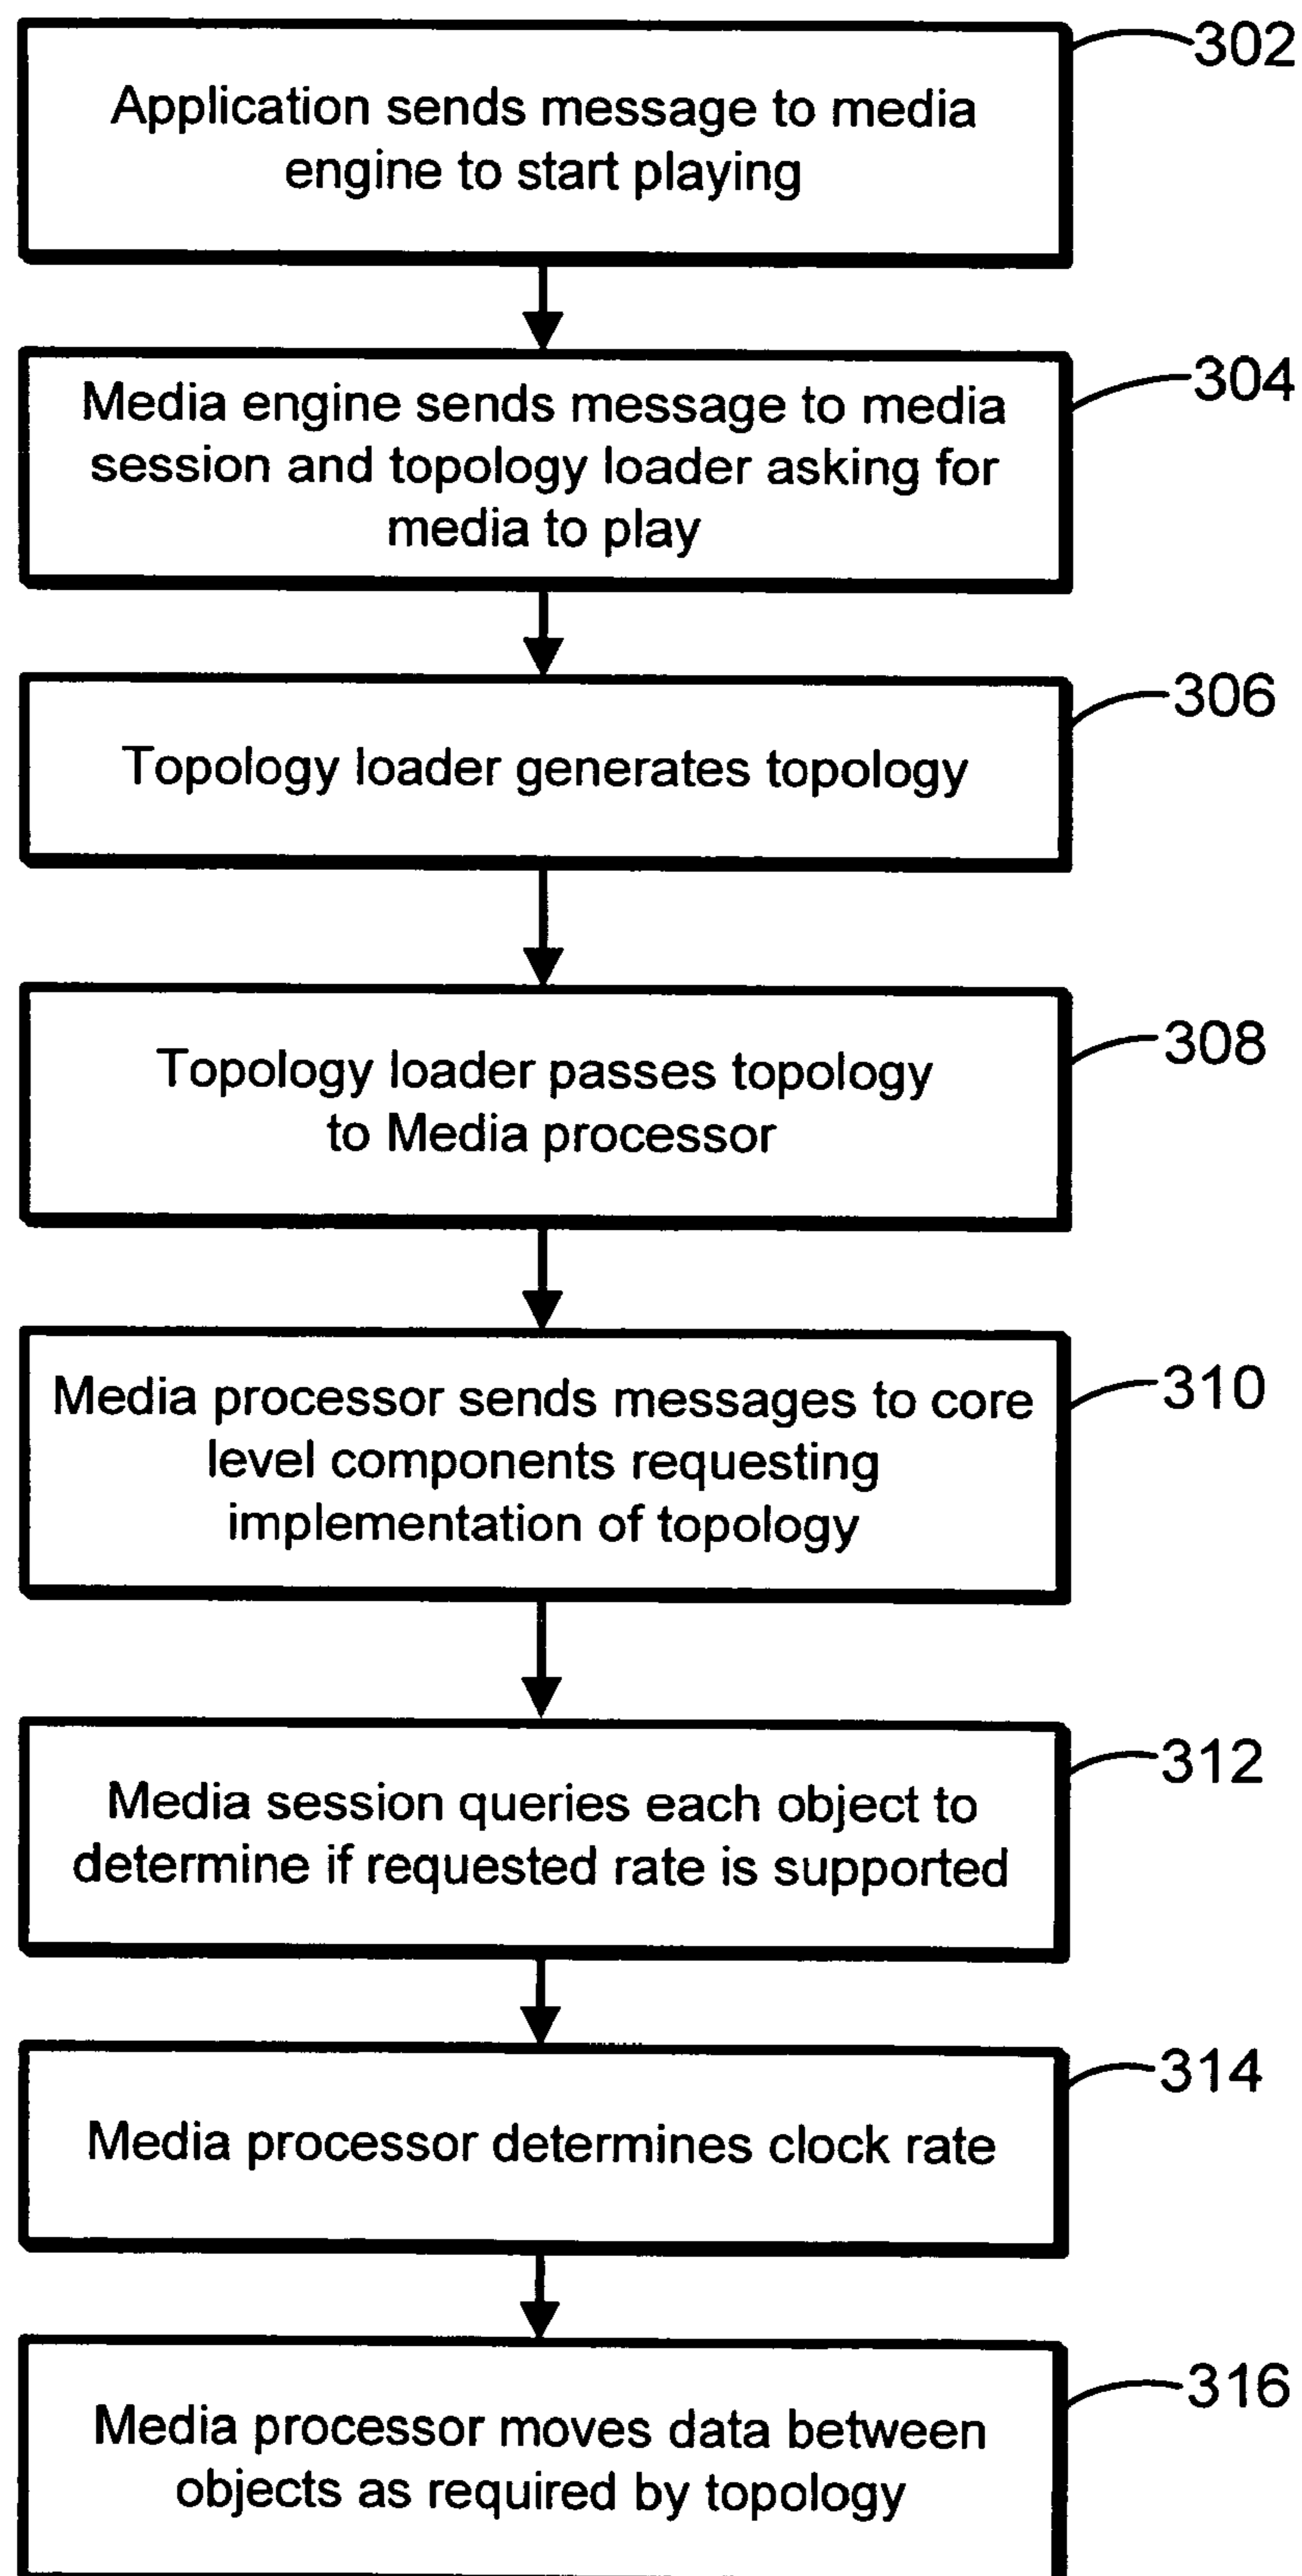 302
Application sends message to media
engine to start playing
304
Media engine sends message to media
session and topology loader asking for
media to play
306
Topology loader generates topology
308
Topology loader passes topology
to Media processor
310
Media processor sends messages to core
level components requesting
implementation of topology
312
Media session queries each object to
determine if requested rate is supported
314
Media processor determines clock rate
316
Media processor moves data between
objects as required by topology